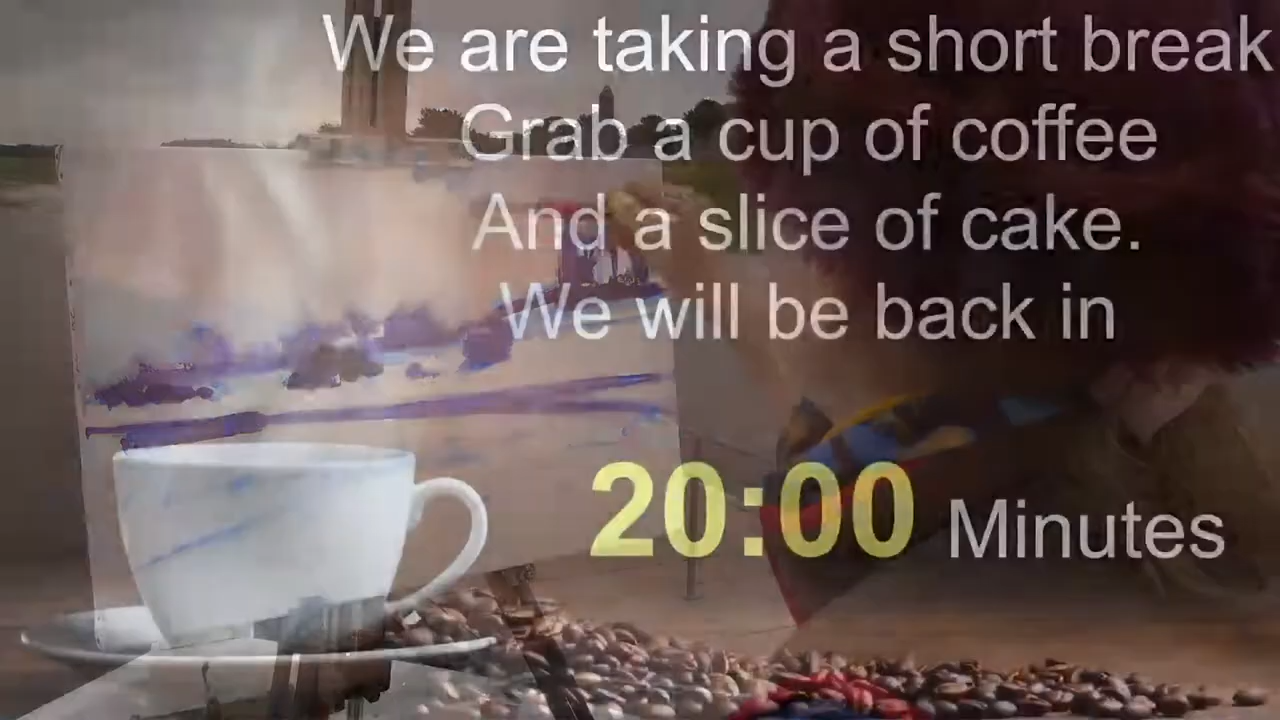 We are taking a short break
Grab a cup of coffee
And a slice of cake.
We will be back in
20:00 Minutes